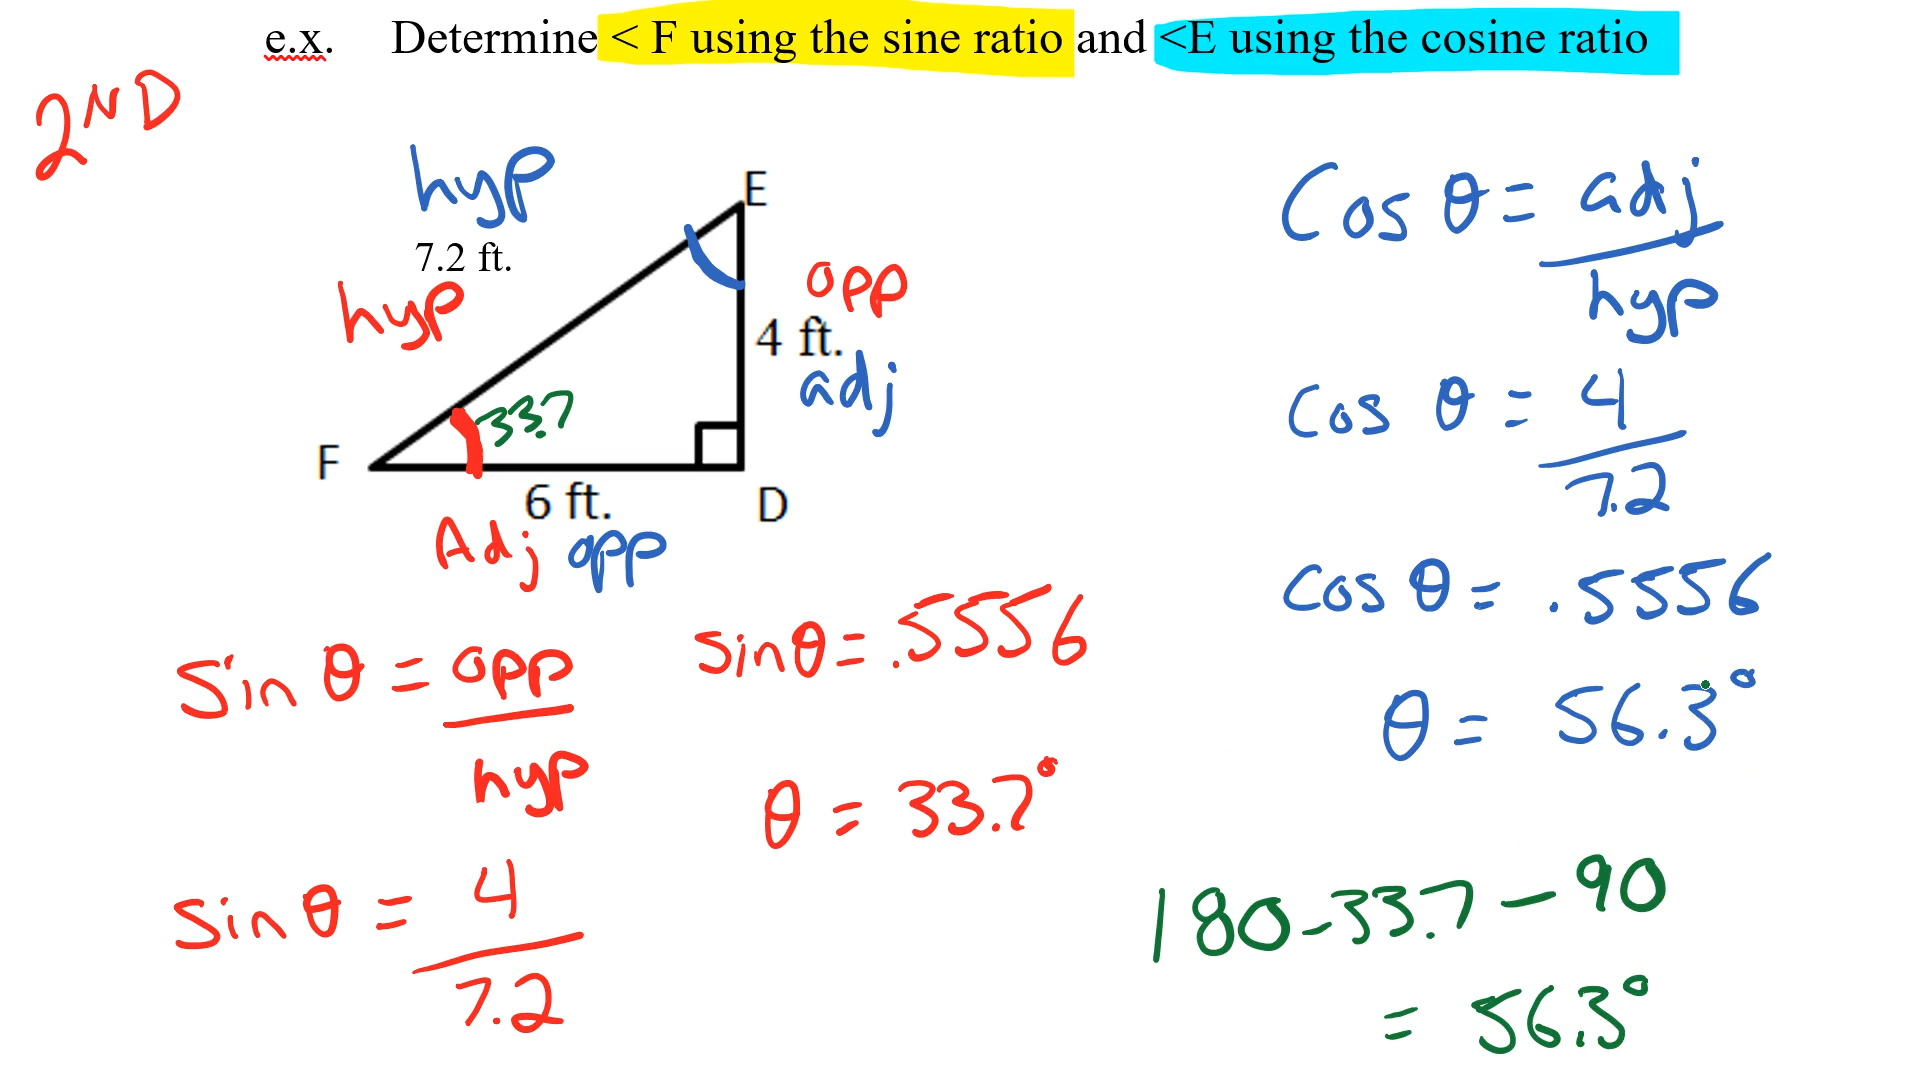 e.x. Determine < F using the sine ratio and <E using the cosine ratio
2ND
hyp
7.2 ft.
hyp
E
opp
4 ft.
adj
33.7
F
6 ft.
D
Adj opp
Sin θ = opp
hyp
Sin θ = 4
7.2
sinθ = .5556
θ = 33.7°
Cos θ = adj
hyp
cos θ = 4
7.2
cos θ = .5556
θ = 56.3°
180-33.7-90
= 56.3°